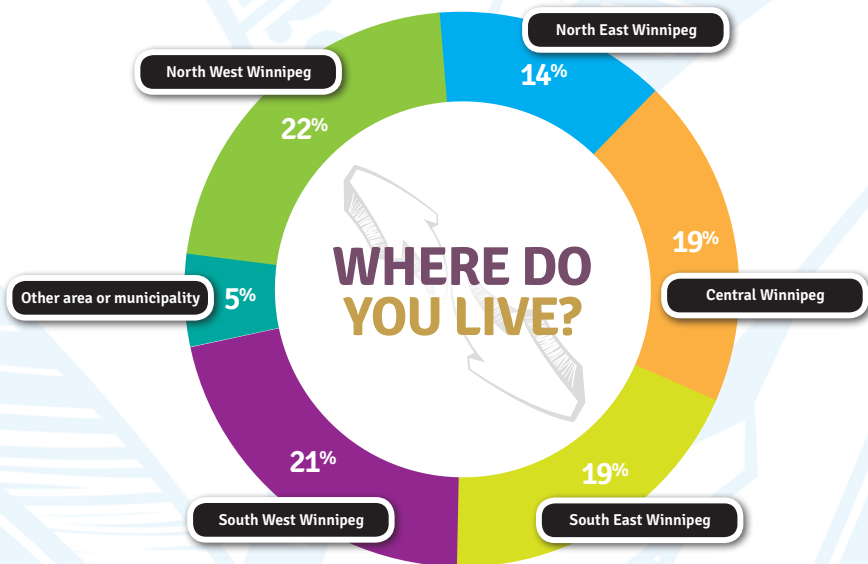 North East Winnipeg
14%
North West Winnipeg
22%
19%
Central Winnipeg
WHERE DO
YOU LIVE?
Other area or municipality
5%
21%
South West Winnipeg
19%
South East Winnipeg